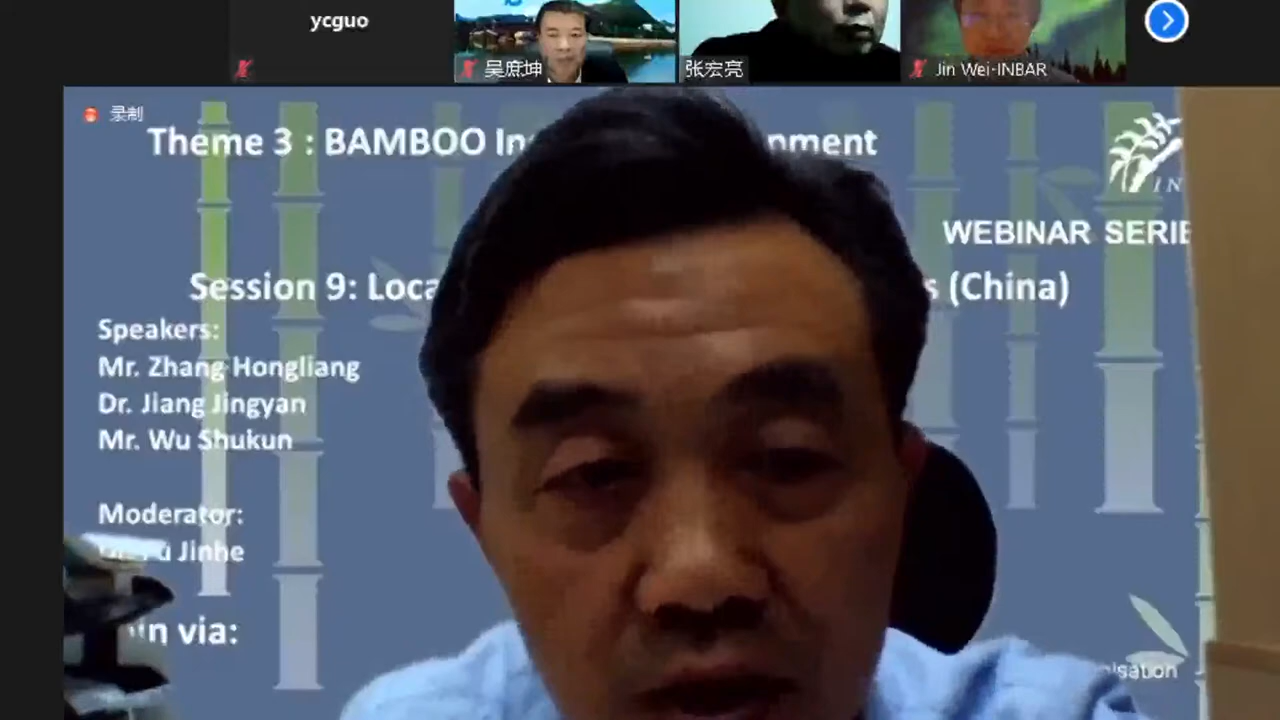 ycguo
吴庶坤
张宏亮
Jin Wei-INBAR
录制
Theme 3 : BAMBOO In nment
IN
WEBINAR SERIE
Session 9: Loca s (China)
Speakers:
Mr. Zhang Hongliang
Dr. Jiang Jingyan
Mr. Wu Shukun
Moderator:
Jinhe
via:
isation